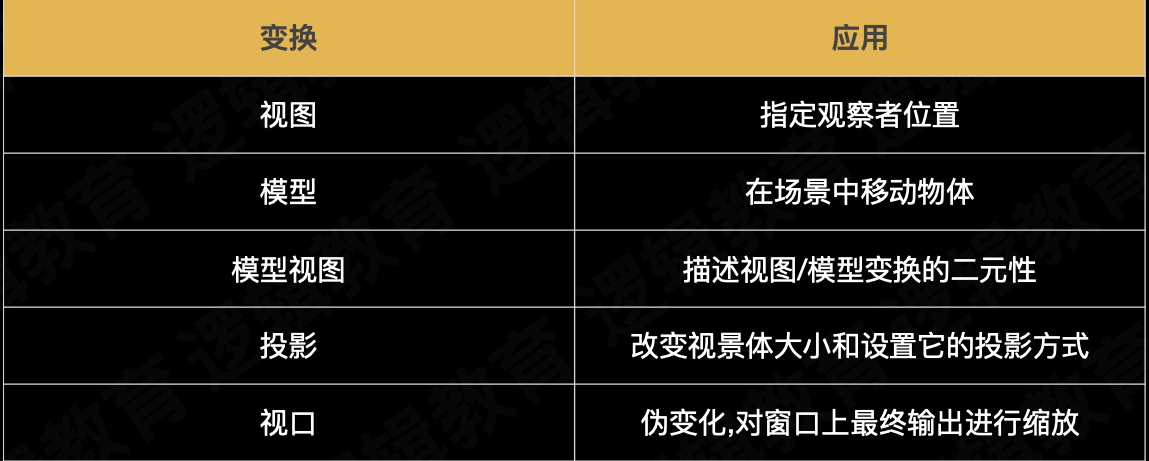 变换 应用
视图 指定观察者位置
模型 在场景中移动物体
模型视图 描述视图/模型变换的二元性
投影 改变视景体大小和设置它的投影方式
视口 伪变化,对窗口上最终输出进行缩放
逻辑教育
逻辑教育
逻辑教育
逻辑教育